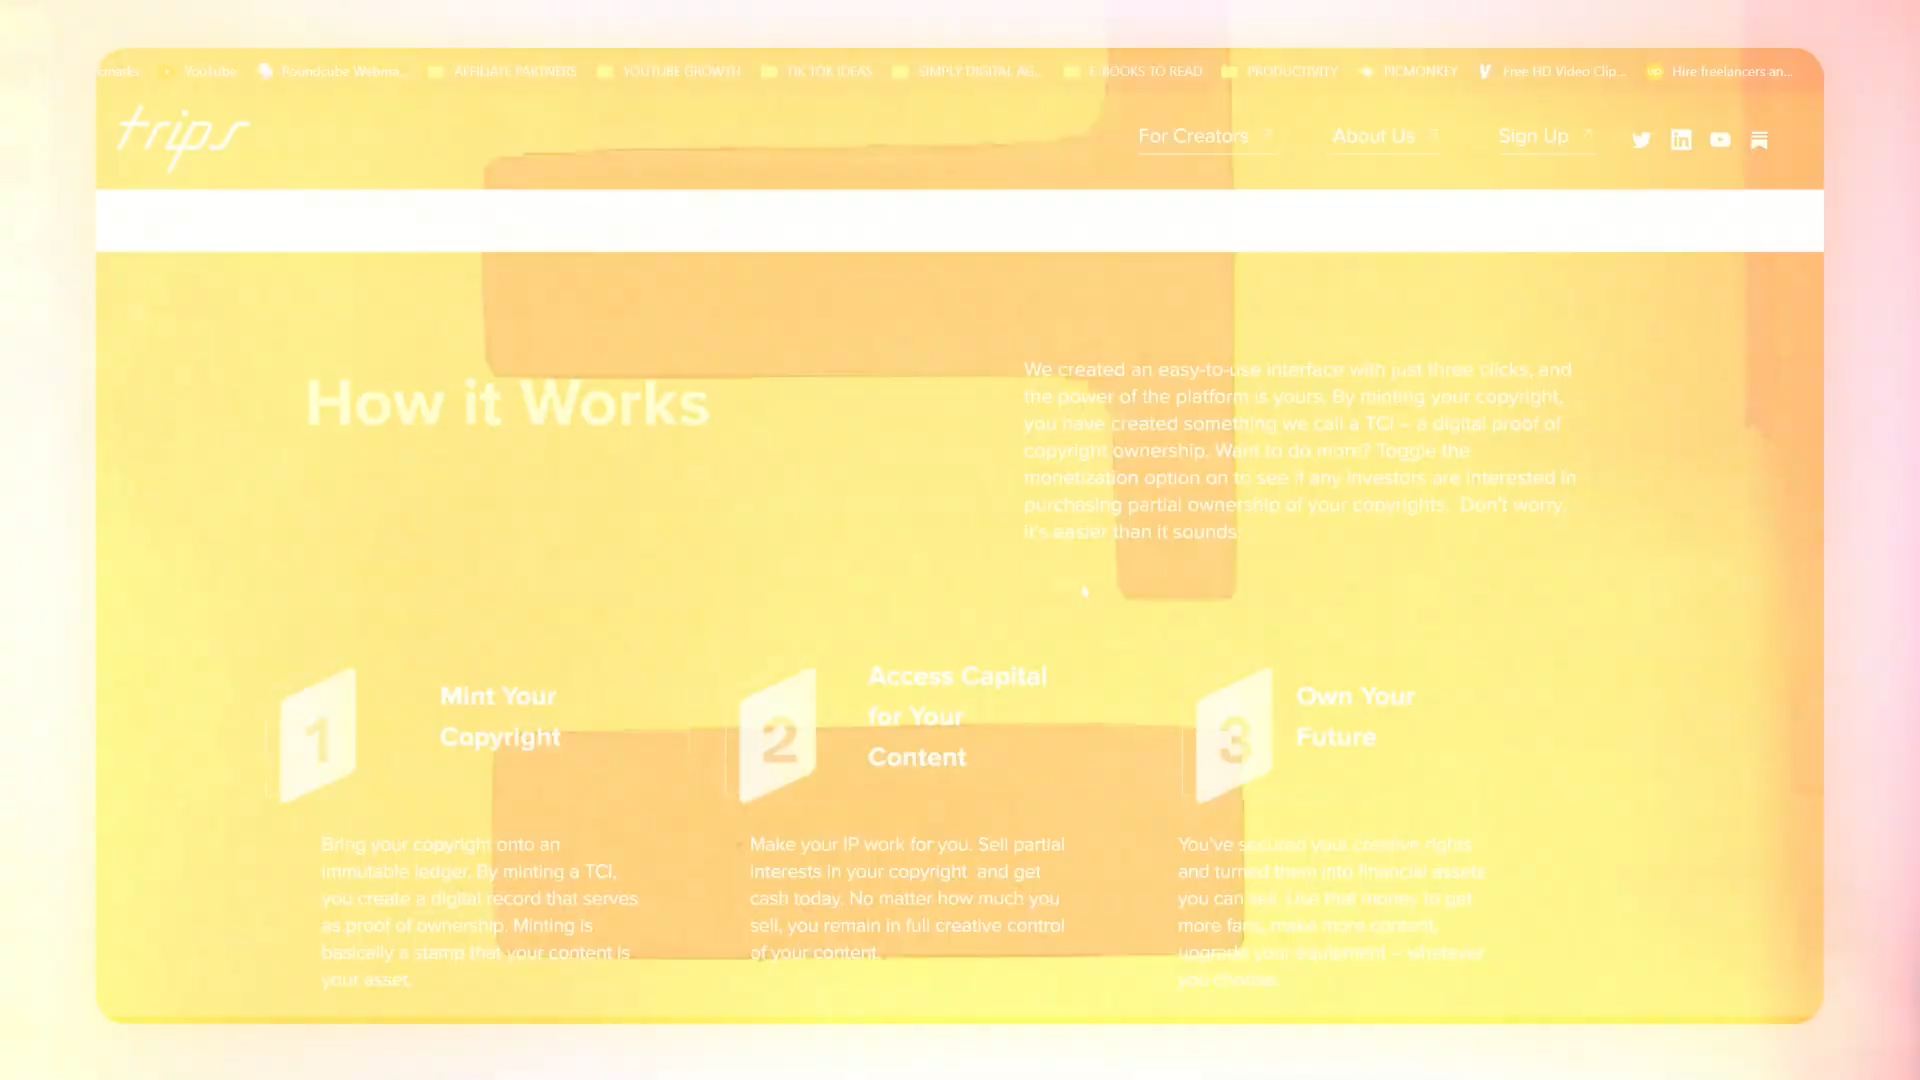 YouTube
Roundcube Webma...
AFFILIATE PARTNERS
YOUTUBE GROWTH
TIC TOK IDEAS
SIMPLY DIGITAL AG...
E-BOOKS TO READ
PRODUCTIVITY
PICMONKEY
Free HD Video Clip...
Hire freelancers an...
trips
For Creators
About Us
Sign Up
How it Works
We created an easy-to-use interface with just three clicks, and
the power of the platform is yours. By minting your copyright,
you have created something we call a TCI – a digital proof of
copyright ownership. Want to do more? Toggle the
monetization option on to see if any investors are interested in
purchasing partial ownership of your copyrights. Don't worry,
it's easier than it sounds.
1
Mint Your
Copyright
Bring your copyright onto an
immutable ledger. By minting a TCI,
you create a digital record that serves
as proof of ownership. Minting is
basically a stamp that your content is
your asset.
2
Access Capital
for Your
Content
Make your IP work for you. Sell partial
interests in your copyright and get
cash today. No matter how much you
sell, you remain in full creative control
of your content.
3
Own Your
Future
You've secured your creative rights
and turned them into financial assets
you can sell. Use that money to get
more fans, make more content,
upgrade your equipment – whatever
you choose.